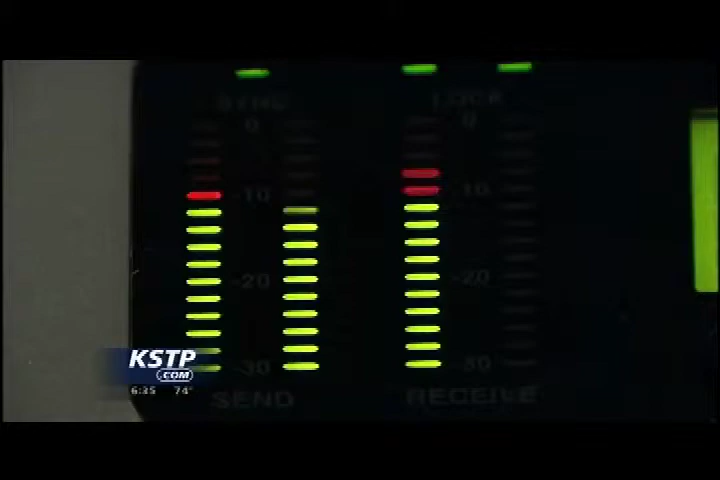 SYNC LOCK
0 0
-10 -10
-20 -20
-30 -30
SEND RECEIVE
KSTP
.COM
6:35 74°